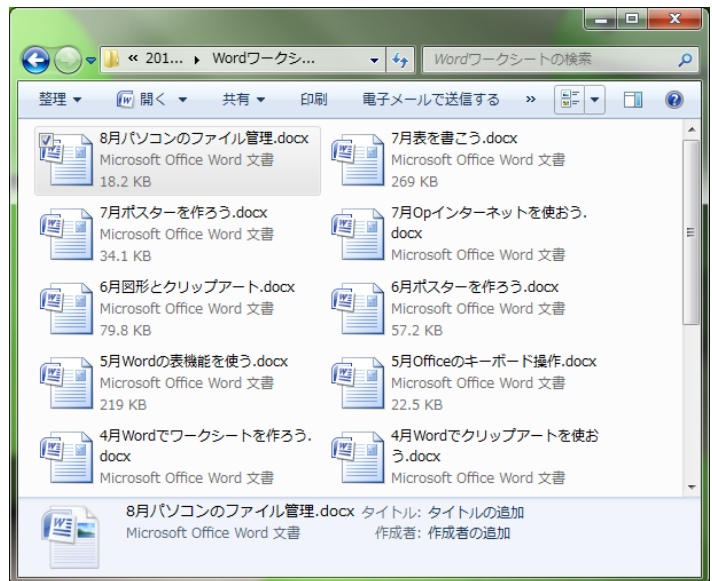 « 201... ▸ Wordワークシ...
Wordワークシートの検索
整理 開く 共有 印刷 電子メールで送信する »
8月パソコンのファイル管理.docx
Microsoft Office Word 文書
18.2 KB
7月表を書こう.docx
Microsoft Office Word 文書
269 KB
7月ポスターを作ろう.docx
Microsoft Office Word 文書
34.1 KB
7月Opインターネットを使おう.
docx
Microsoft Office Word 文書
6月図形とクリップアート.docx
Microsoft Office Word 文書
79.8 KB
6月ポスターを作ろう.docx
Microsoft Office Word 文書
57.2 KB
5月Wordの表機能を使う.docx
Microsoft Office Word 文書
219 KB
5月Officeのキーボード操作.docx
Microsoft Office Word 文書
22.5 KB
4月Wordでワークシートを作ろう.
docx
Microsoft Office Word 文書
4月Wordでクリップアートを使お
う.docx
Microsoft Office Word 文書
8月パソコンのファイル管理.docx タイトル: タイトルの追加
Microsoft Office Word 文書 作成者: 作成者の追加